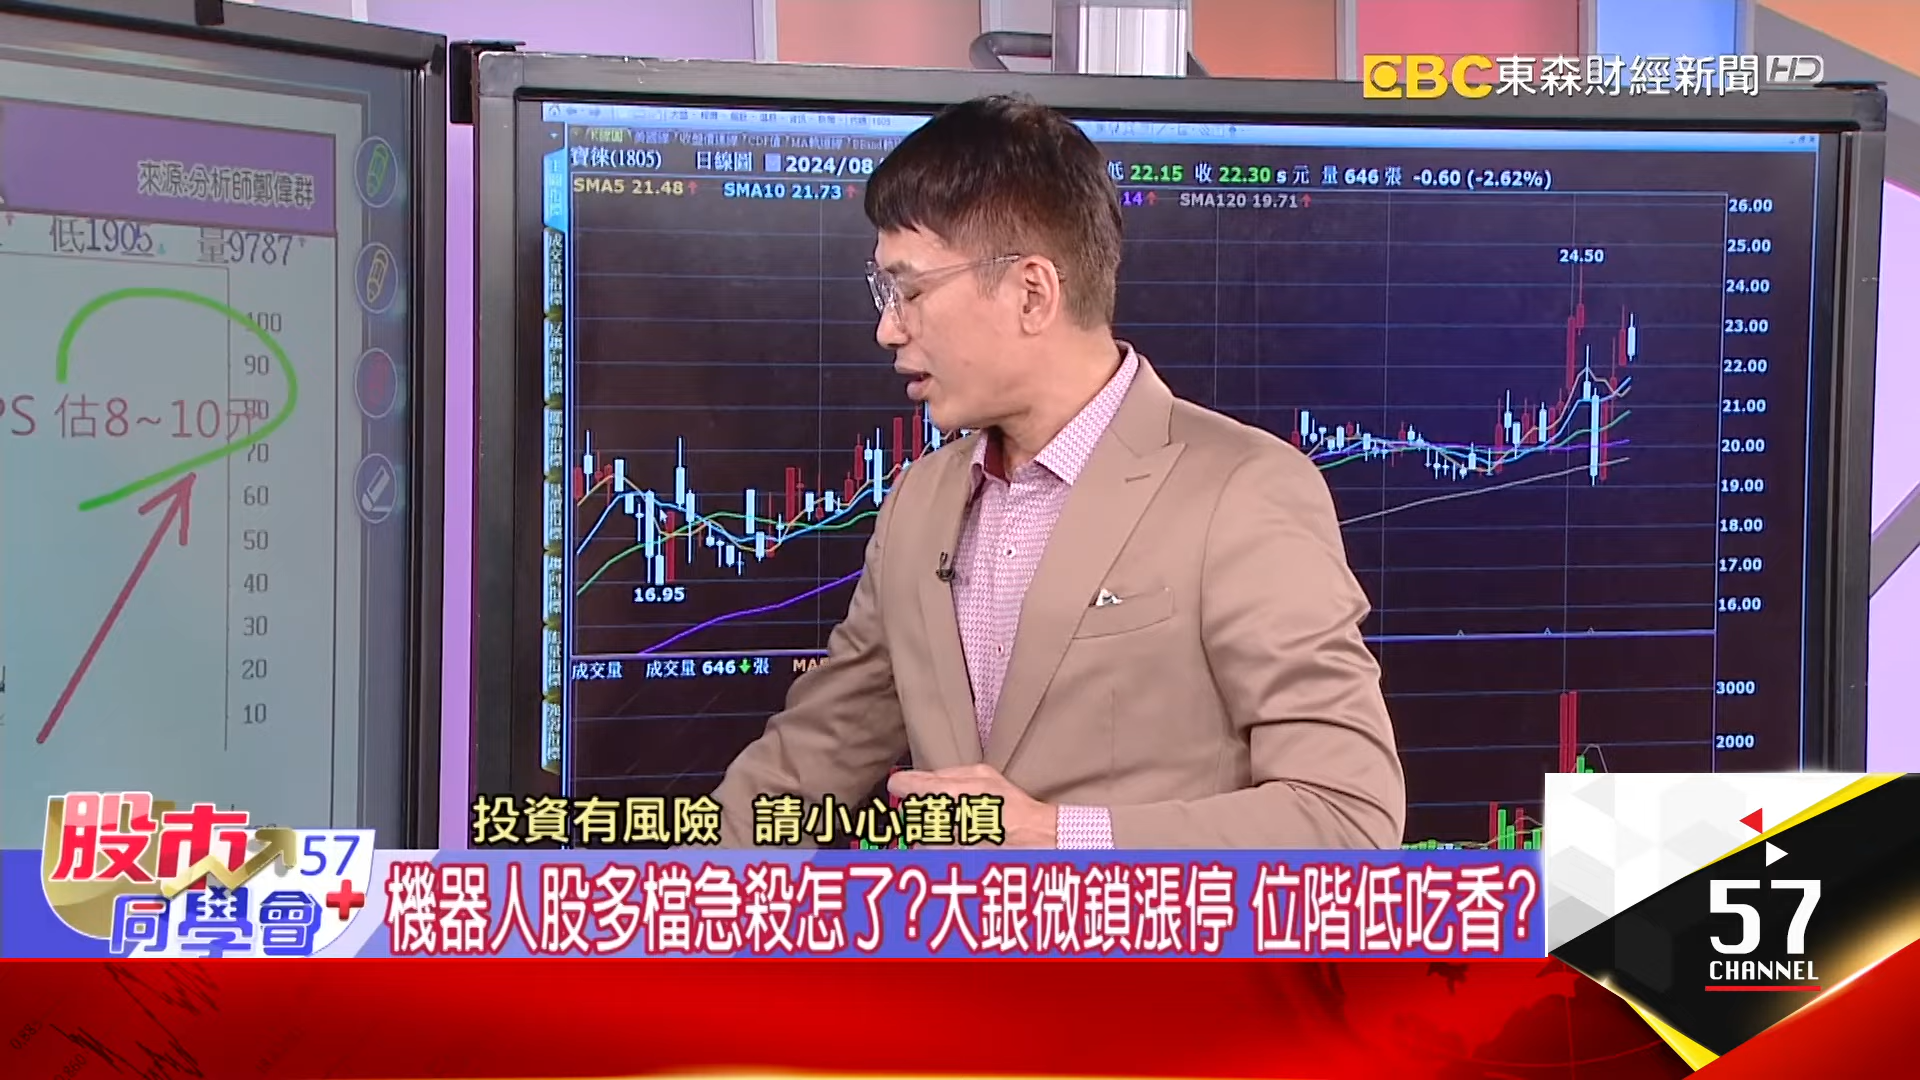 EBC東森財經新聞HD
來源:分析師鄭偉群
低1905 量9787
PS 估8~10元
100
90
80
70
60
50
40
30
20
10
寶徠(1805) 日線圖 2024/08
低 22.15 收 22.30 s 元 量 646 張 -0.60 (-2.62%)
SMA5 21.48↑ SMA10 21.73↑
14↑ SMA120 19.71↑
24.50
16.95
26.00
25.00
24.00
23.00
22.00
21.00
20.00
19.00
18.00
17.00
16.00
成交量 成交量 646↓張
3000
2000
投資有風險 請小心謹慎
股市57
同學會+
機器人股多檔急殺怎了?大銀微鎖漲停 位階低吃香?
57
CHANNEL